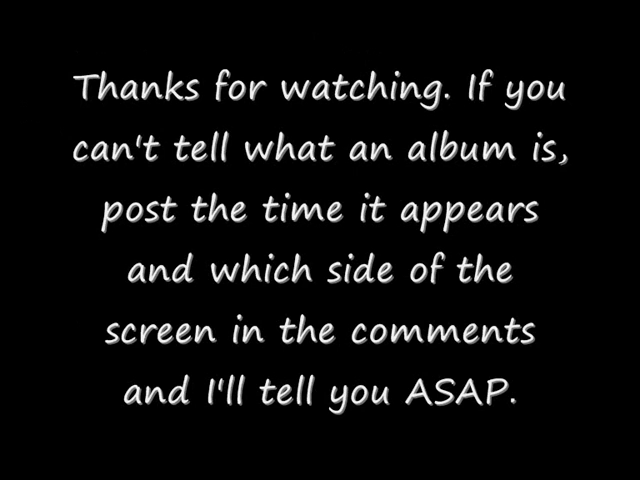 Thanks for watching. If you
can't tell what an album is,
post the time it appears
and which side of the
screen in the comments
and I'll tell you ASAP.